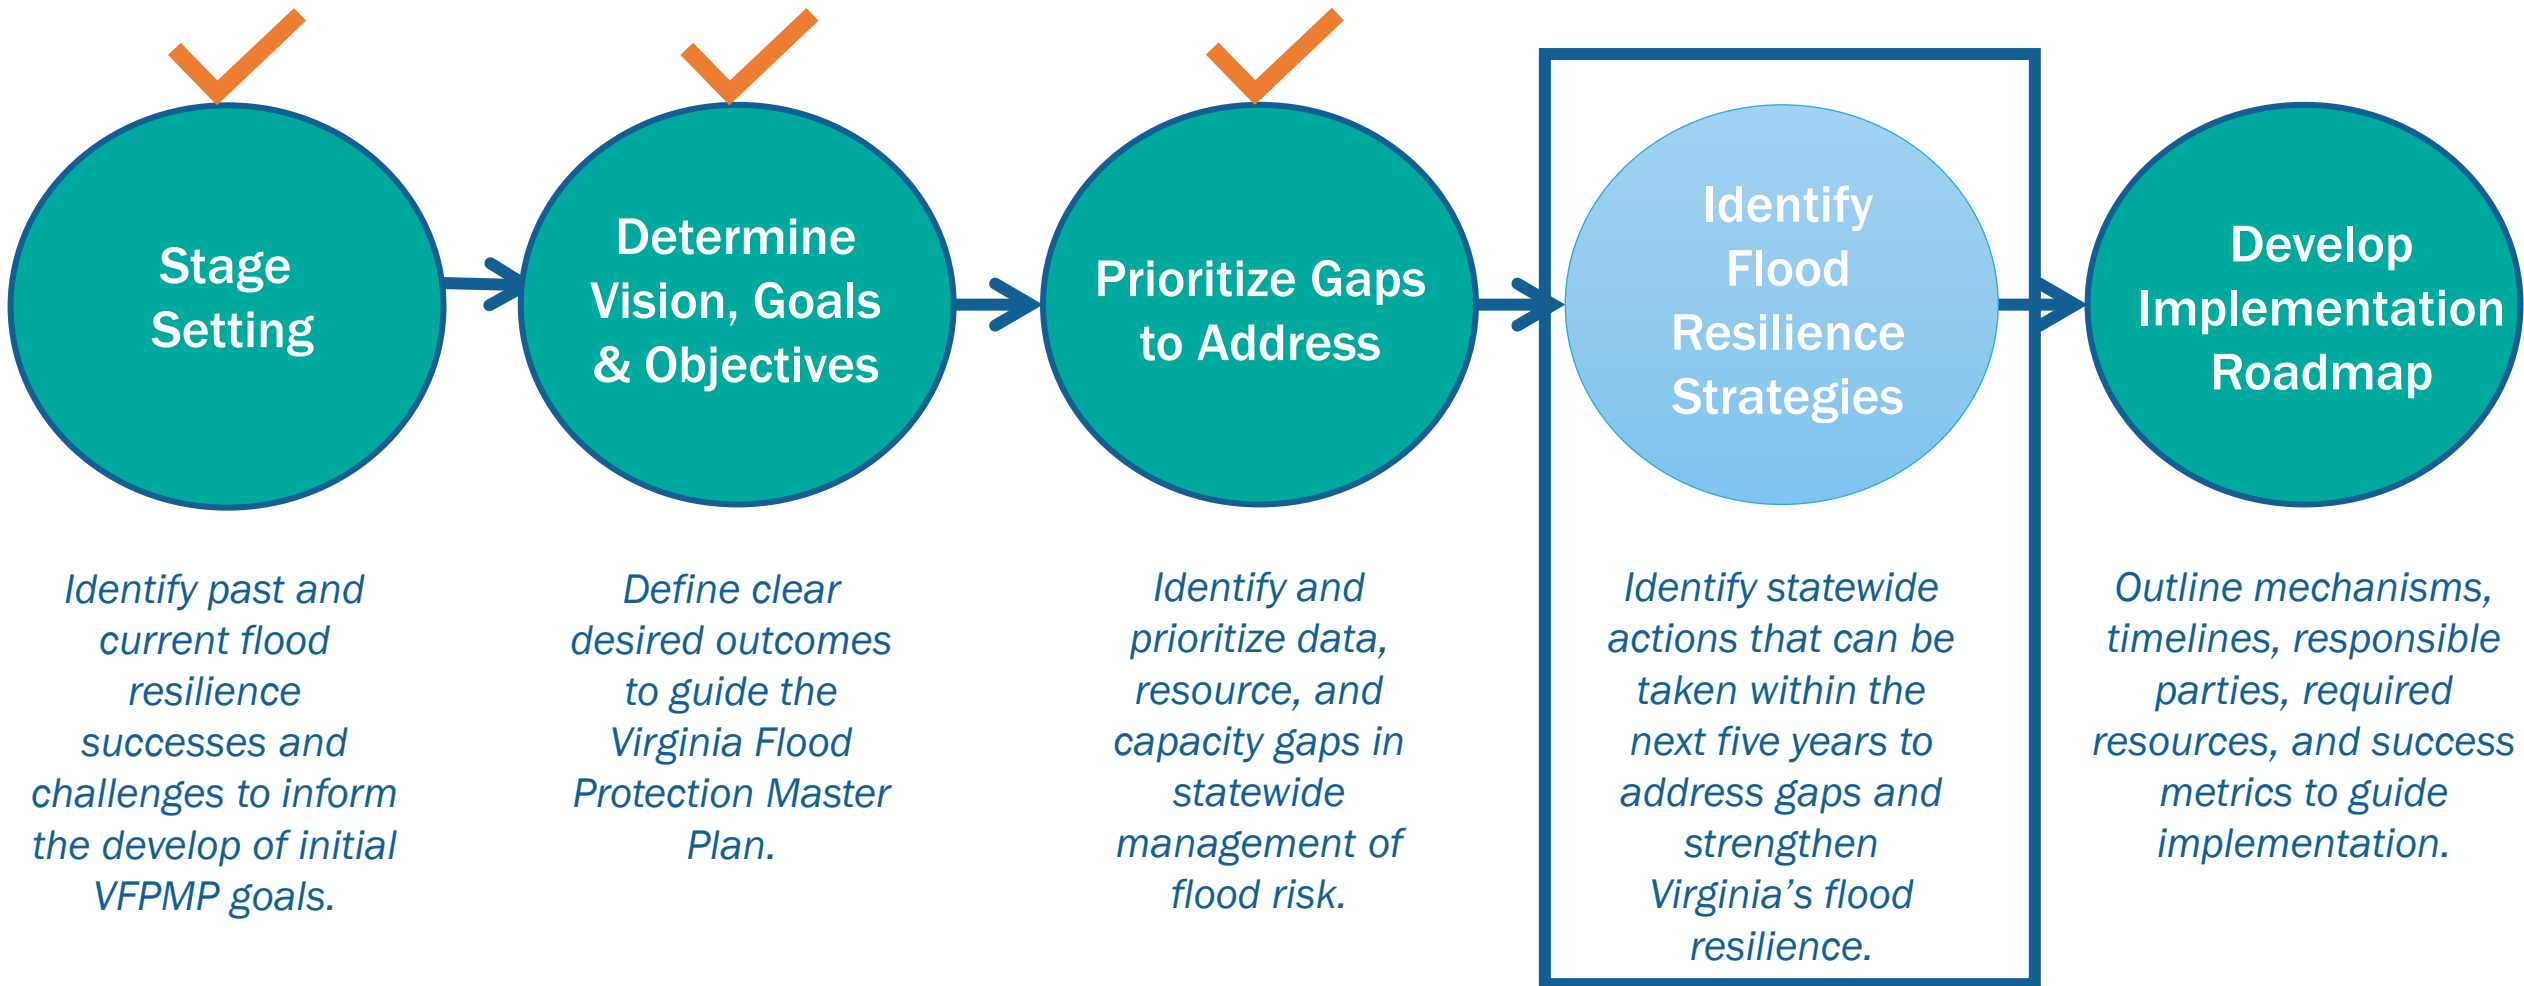 Stage
Setting
Determine
Vision, Goals
& Objectives
Prioritize Gaps
to Address
Identify
Flood
Resilience
Strategies
Develop
Implementation
Roadmap
Identify past and
current flood
resilience
successes and
challenges to inform
the develop of initial
VFPMP goals.
Define clear
desired outcomes
to guide the
Virginia Flood
Protection Master
Plan.
Identify and
prioritize data,
resource, and
capacity gaps in
statewide
management of
flood risk.
Identify statewide
actions that can be
taken within the
next five years to
address gaps and
strengthen
Virginia’s flood
resilience.
Outline mechanisms,
timelines, responsible
parties, required
resources, and success
metrics to guide
implementation.